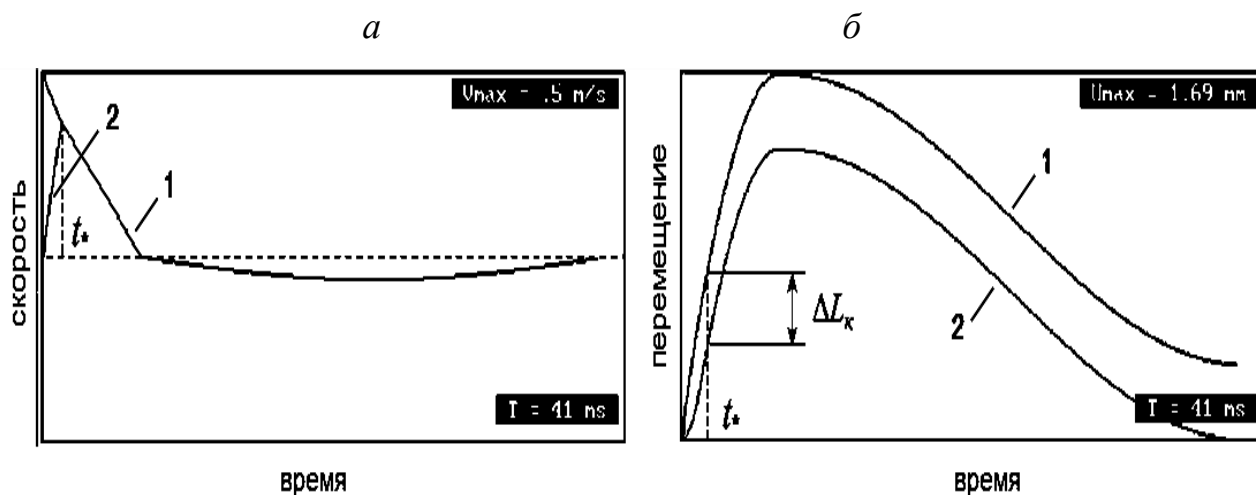 а
б
скорость
Vmax = .5 m/s
2
1
t*
T = 41 ms
время
перемещение
Umax = 1.69 mm
1
2
ΔLк
t*
T = 41 ms
время